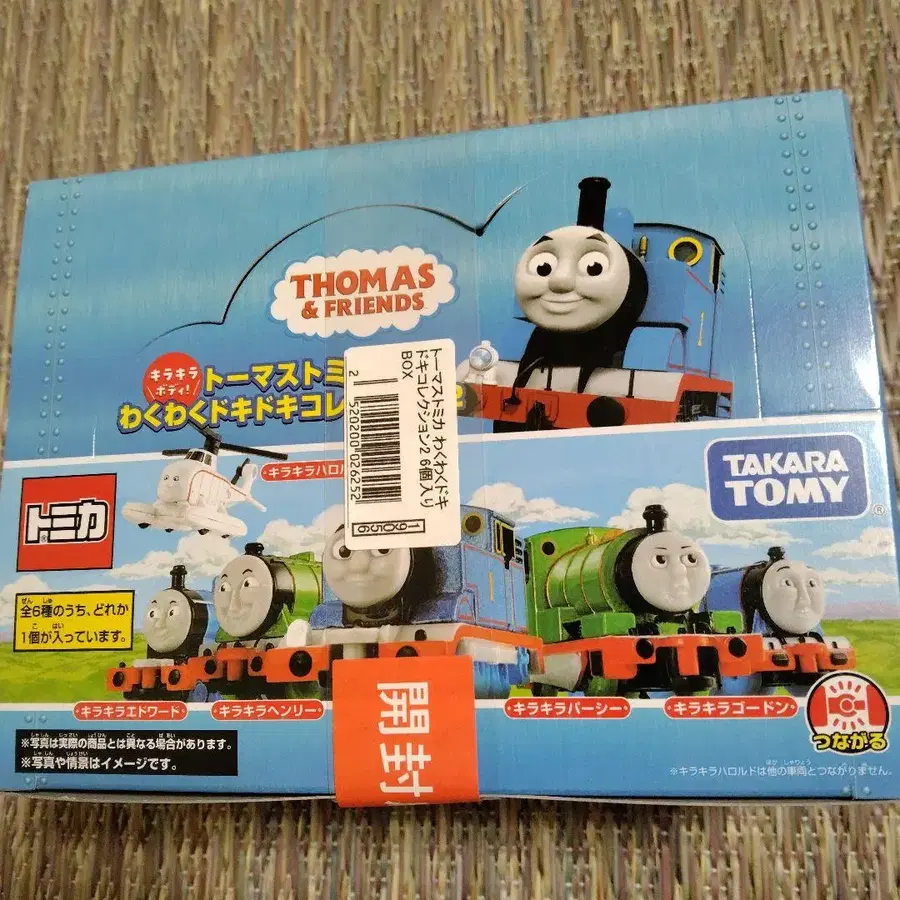 THOMAS
& FRIENDS
キラキラ
ボディ!
トーマストミ
わくわくドキドキコレ
2
トーマストミカ わくわくドキ
ドキコレクション2 6個入り
BOX
2 520200 026252
19056
キラキラハロル
TAKARA
TOMY
®
トミカ
®
全6種のうち、どれか
1個が入っています。
・キラキラエドワード・
・キラキラヘンリー・
・キラキラパーシー・
・キラキラゴードン・
つながる
※写真は実際の商品とは異なる場合があります。
※写真や情景はイメージです。
※キラキラハロルドは他の車両とつながりません。
開封